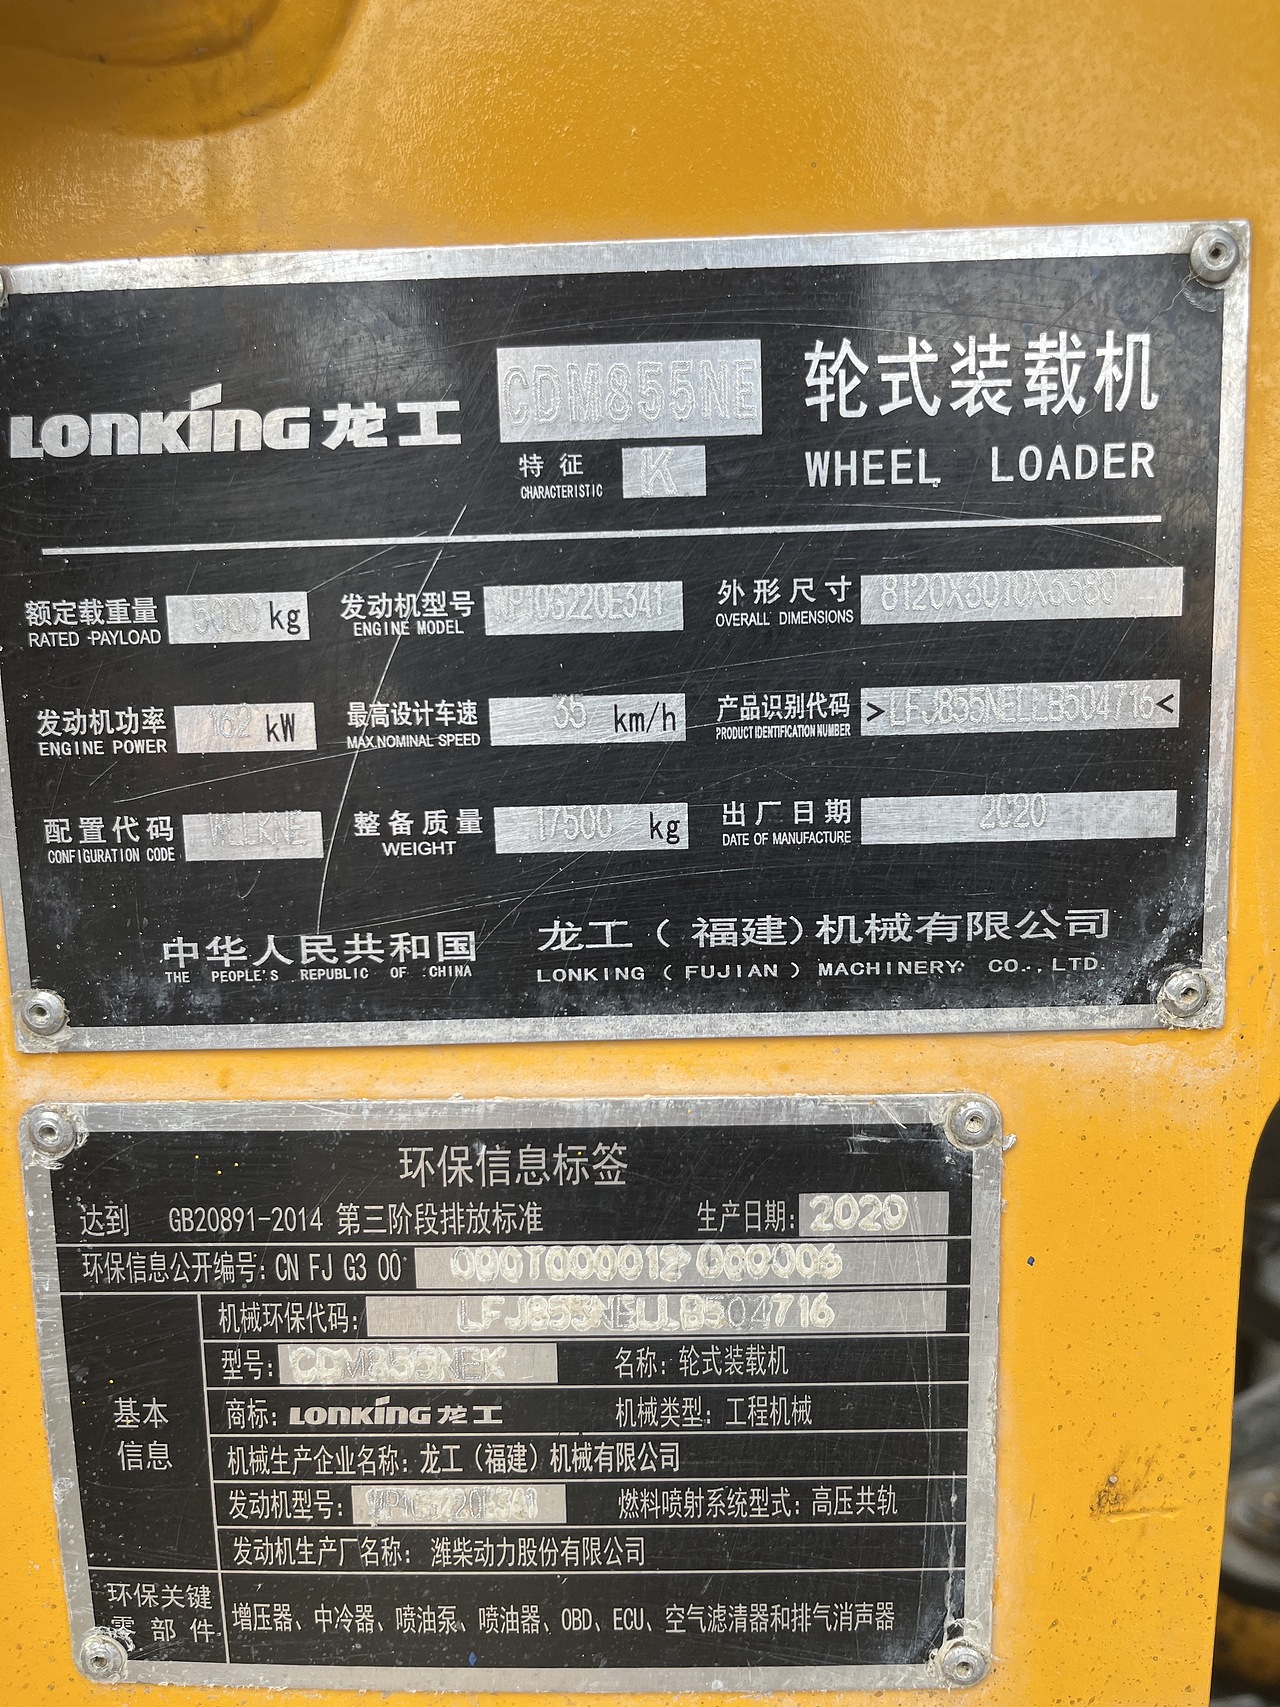 LONKING 龙工 CDM855NE 轮式装载机
特征 K WHEEL LOADER
CHARACTERISTIC
额定载重量 5000 kg 发动机型号 WP10G220E341 外形尺寸 8120X3010X3380
RATED PAYLOAD ENGINE MODEL OVERALL DIMENSIONS
发动机功率 162 kW 最高设计车速 35 km/h 产品识别代码 >LFJ855NELLB504716<
ENGINE POWER MAX.NOMINAL SPEED PRODUCT IDENTIFICATION NUMBER
配置代码 整备质量 17500 kg 出厂日期 2020
CONFIGURATION CODE WEIGHT DATE OF MANUFACTURE
中华人民共和国 龙工(福建)机械有限公司
THE PEOPLE'S REPUBLIC OF CHINA LONKING (FUJIAN) MACHINERY CO.,LTD.
环保信息标签
达到 GB20891-2014 第三阶段排放标准 生产日期: 2020
环保信息公开编号: CN FJ G3 00 000006
机械环保代码: LFJ855NELLB504716
型号: CDM855NEK 名称: 轮式装载机
基本信息
商标: LONKING 龙工 机械类型: 工程机械
机械生产企业名称: 龙工(福建)机械有限公司
发动机型号: WP10G220E341 燃料喷射系统型式: 高压共轨
发动机生产厂名称: 潍柴动力股份有限公司
环保关键零部件 增压器、中冷器、喷油泵、喷油器、OBD、ECU、空气滤清器和排气消声器